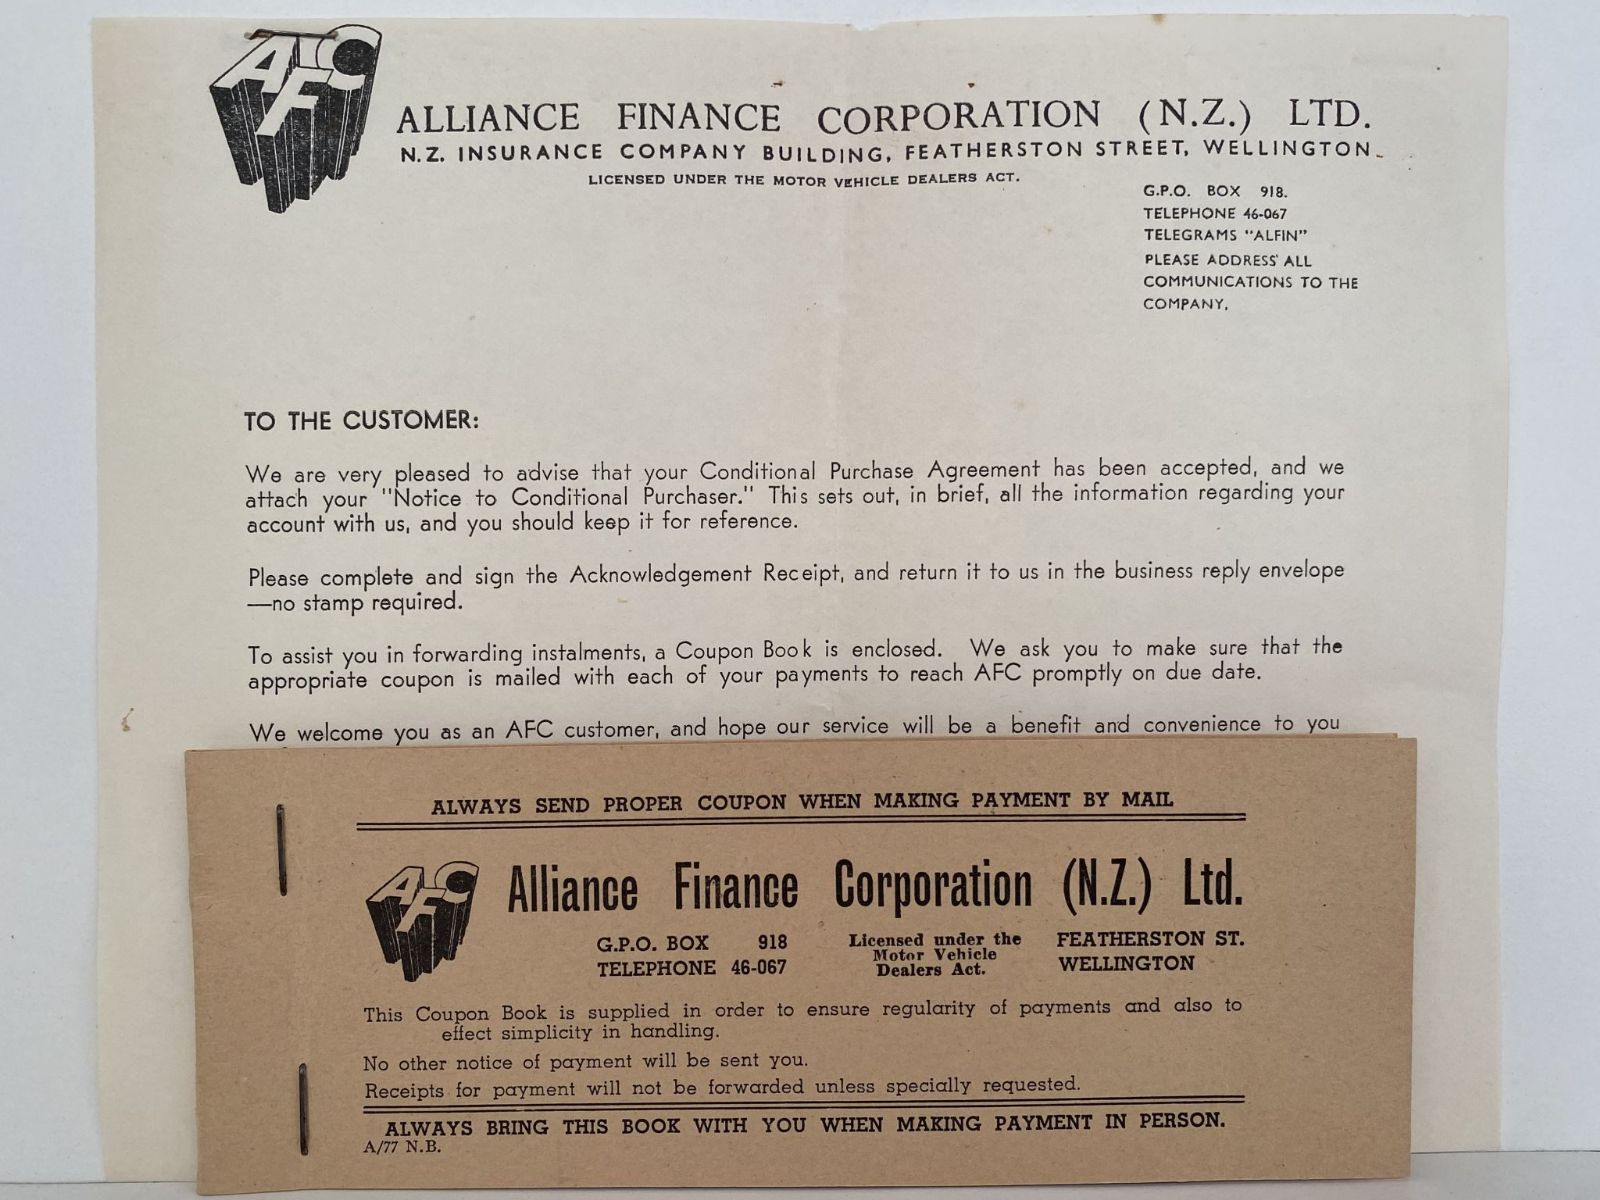 AFC
ALLIANCE FINANCE CORPORATION (N.Z.) LTD.
N.Z. INSURANCE COMPANY BUILDING, FEATHERSTON STREET, WELLINGTON.
LICENSED UNDER THE MOTOR VEHICLE DEALERS ACT.
G.P.O. BOX 918.
TELEPHONE 46-067
TELEGRAMS "ALFIN"
PLEASE ADDRESS ALL
COMMUNICATIONS TO THE
COMPANY.
TO THE CUSTOMER:
We are very pleased to advise that your Conditional Purchase Agreement has been accepted, and we
attach your "Notice to Conditional Purchaser." This sets out, in brief, all the information regarding your
account with us, and you should keep it for reference.
Please complete and sign the Acknowledgement Receipt, and return it to us in the business reply envelope
—no stamp required.
To assist you in forwarding instalments, a Coupon Book is enclosed. We ask you to make sure that the
appropriate coupon is mailed with each of your payments to reach AFC promptly on due date.
We welcome you as an AFC customer, and hope our service will be a benefit and convenience to you
ALWAYS SEND PROPER COUPON WHEN MAKING PAYMENT BY MAIL
AFC
Alliance Finance Corporation (N.Z.) Ltd.
G.P.O. BOX 918
TELEPHONE 46-067
Licensed under the
Motor Vehicle
Dealers Act.
FEATHERSTON ST.
WELLINGTON
This Coupon Book is supplied in order to ensure regularity of payments and also to
effect simplicity in handling.
No other notice of payment will be sent you.
Receipts for payment will not be forwarded unless specially requested.
ALWAYS BRING THIS BOOK WITH YOU WHEN MAKING PAYMENT IN PERSON.
A/77 N.B.